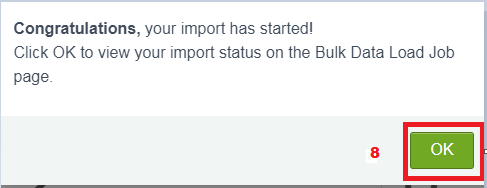 Congratulations, your import has started!
Click OK to view your import status on the Bulk Data Load Job
page.
8 OK